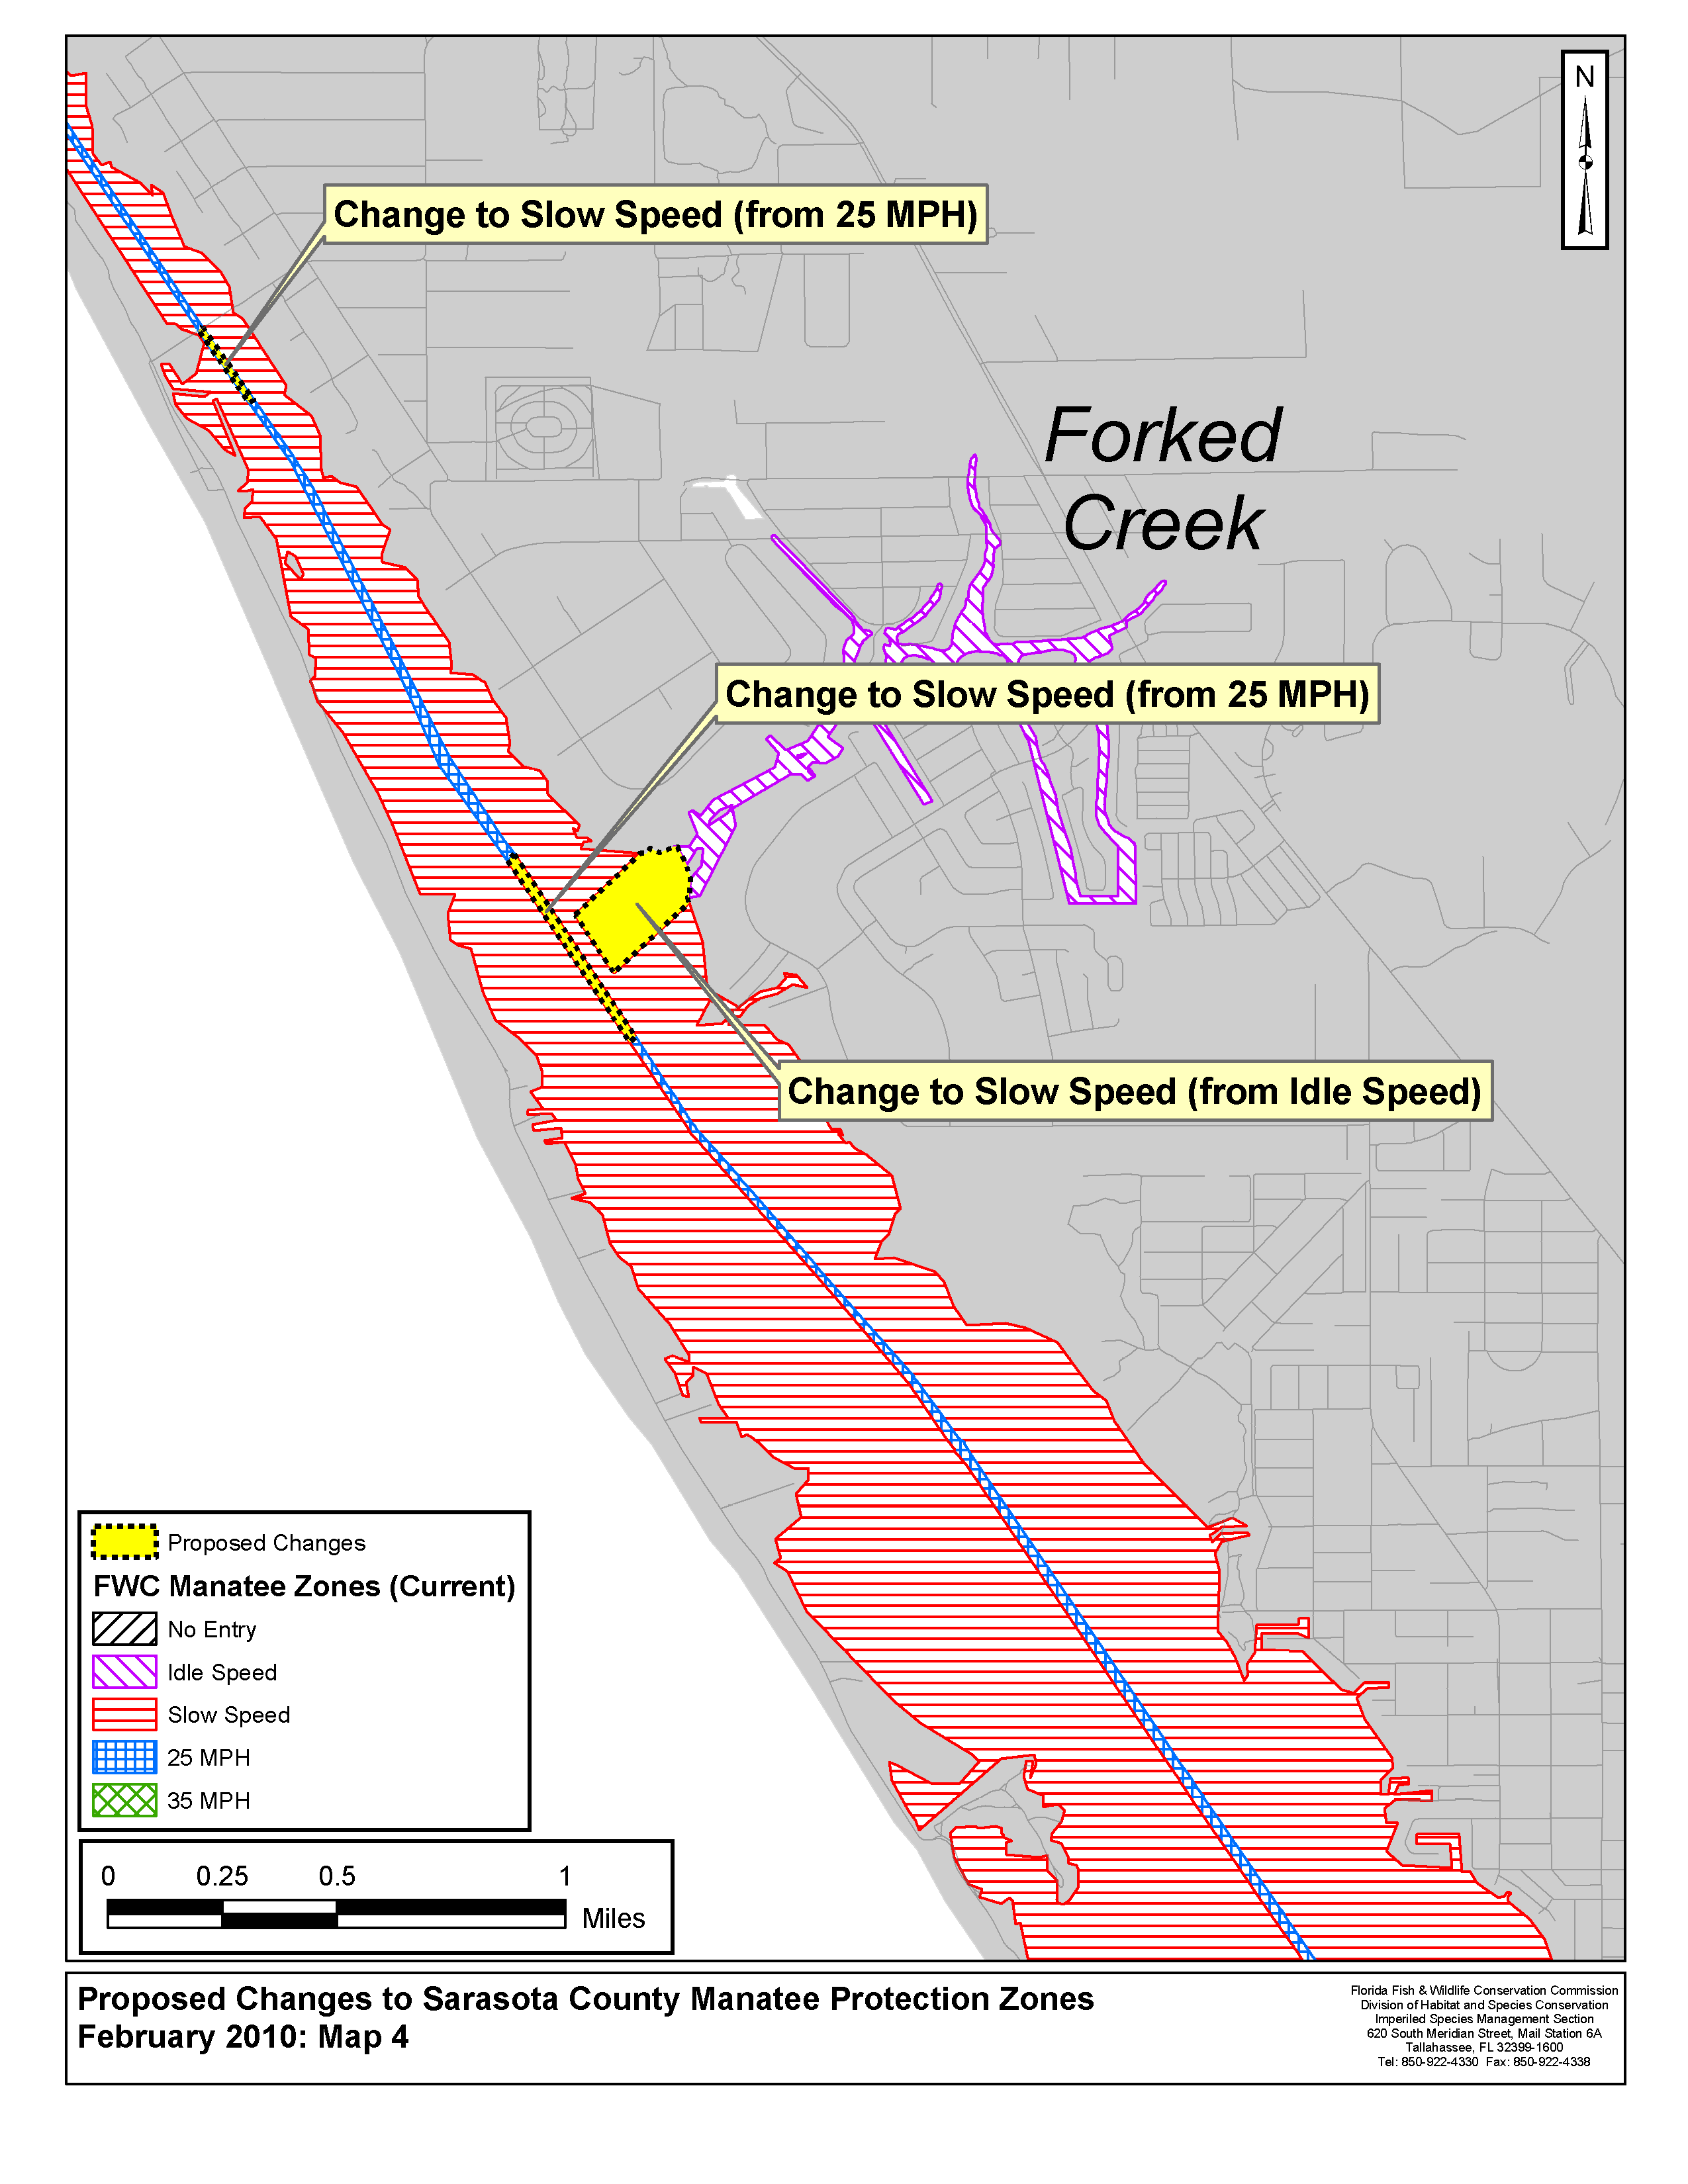 N
Change to Slow Speed (from 25 MPH)
Forked
Creek
Change to Slow Speed (from 25 MPH)
Change to Slow Speed (from Idle Speed)
Proposed Changes
FWC Manatee Zones (Current)
No Entry
Idle Speed
Slow Speed
25 MPH
35 MPH
0 0.25 0.5 1
Miles
Proposed Changes to Sarasota County Manatee Protection Zones
February 2010: Map 4
Florida Fish & Wildlife Conservation Commission
Division of Habitat and Species Conservation
Imperiled Species Management Section
620 South Meridian Street, Mail Station 6A
Tallahassee, FL 32399-1600
Tel: 850-922-4330 Fax: 850-922-4338